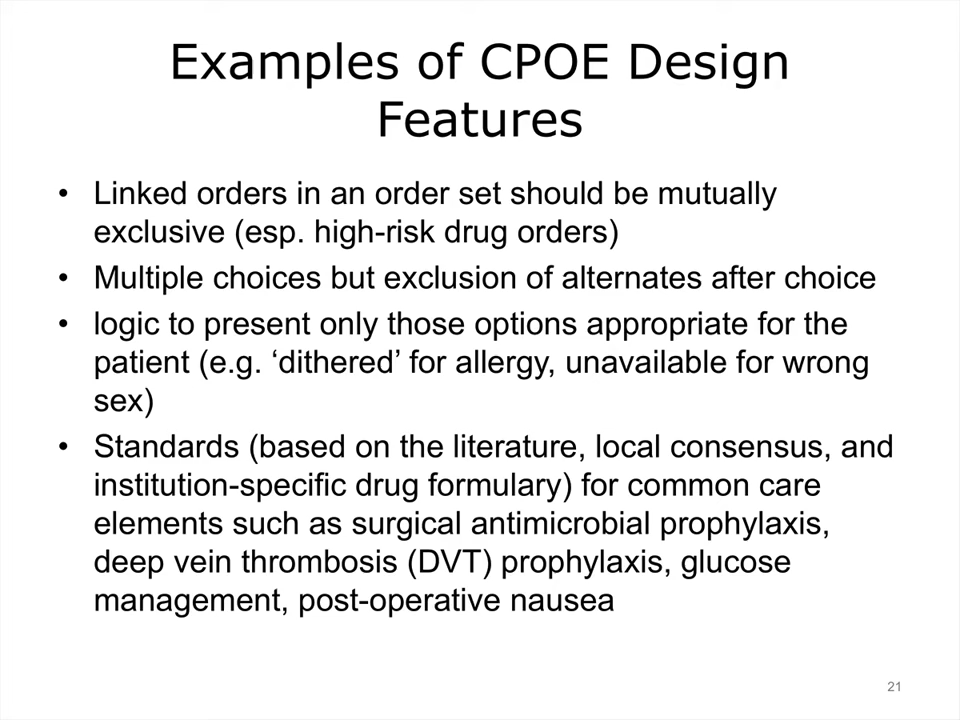 Examples of CPOE Design
Features
• Linked orders in an order set should be mutually
exclusive (esp. high-risk drug orders)
• Multiple choices but exclusion of alternates after choice
• logic to present only those options appropriate for the
patient (e.g. ‘dithered’ for allergy, unavailable for wrong
sex)
• Standards (based on the literature, local consensus, and
institution-specific drug formulary) for common care
elements such as surgical antimicrobial prophylaxis,
deep vein thrombosis (DVT) prophylaxis, glucose
management, post-operative nausea
21